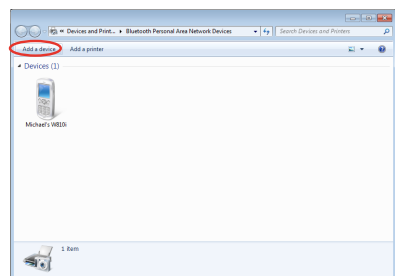 « Devices and Print... ▸ Bluetooth Personal Area Network Devices
Search Devices and Printers
Add a device Add a printer
Devices (1)
Michael's W810i
1 item